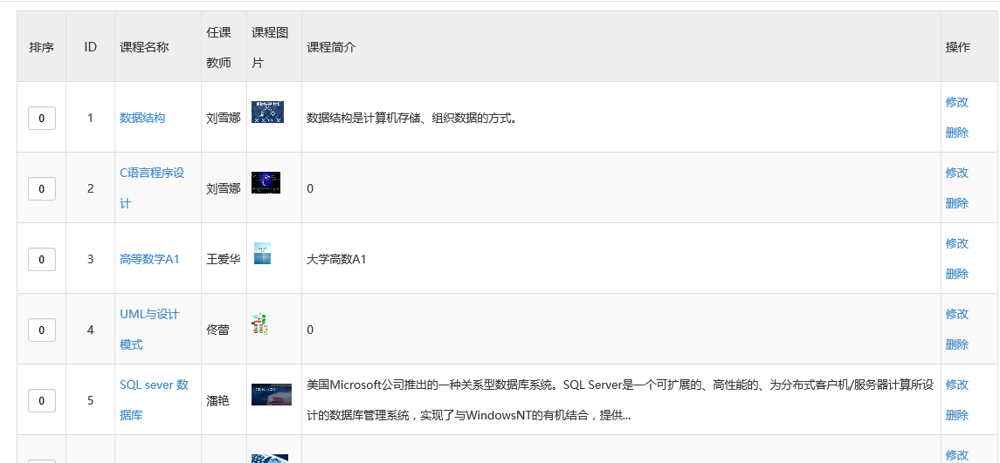 排序 ID 课程名称 任课教师 课程图片 课程简介 操作
0 1 数据结构 刘雪娜 数据结构是计算机存储、组织数据的方式。 修改
删除
0 2 C语言程序设计 刘雪娜 0 修改
删除
0 3 高等数学A1 王爱华 大学高数A1 修改
删除
0 4 UML与设计模式 佟蕾 0 修改
删除
0 5 SQL sever 数据库 潘艳 美国Microsoft公司推出的一种关系型数据库系统。SQL Server是一个可扩展的、高性能的、为分布式客户机/服务器计算所设
计的数据库管理系统，实现了与WindowsNT的有机结合，提供... 修改
删除
修改